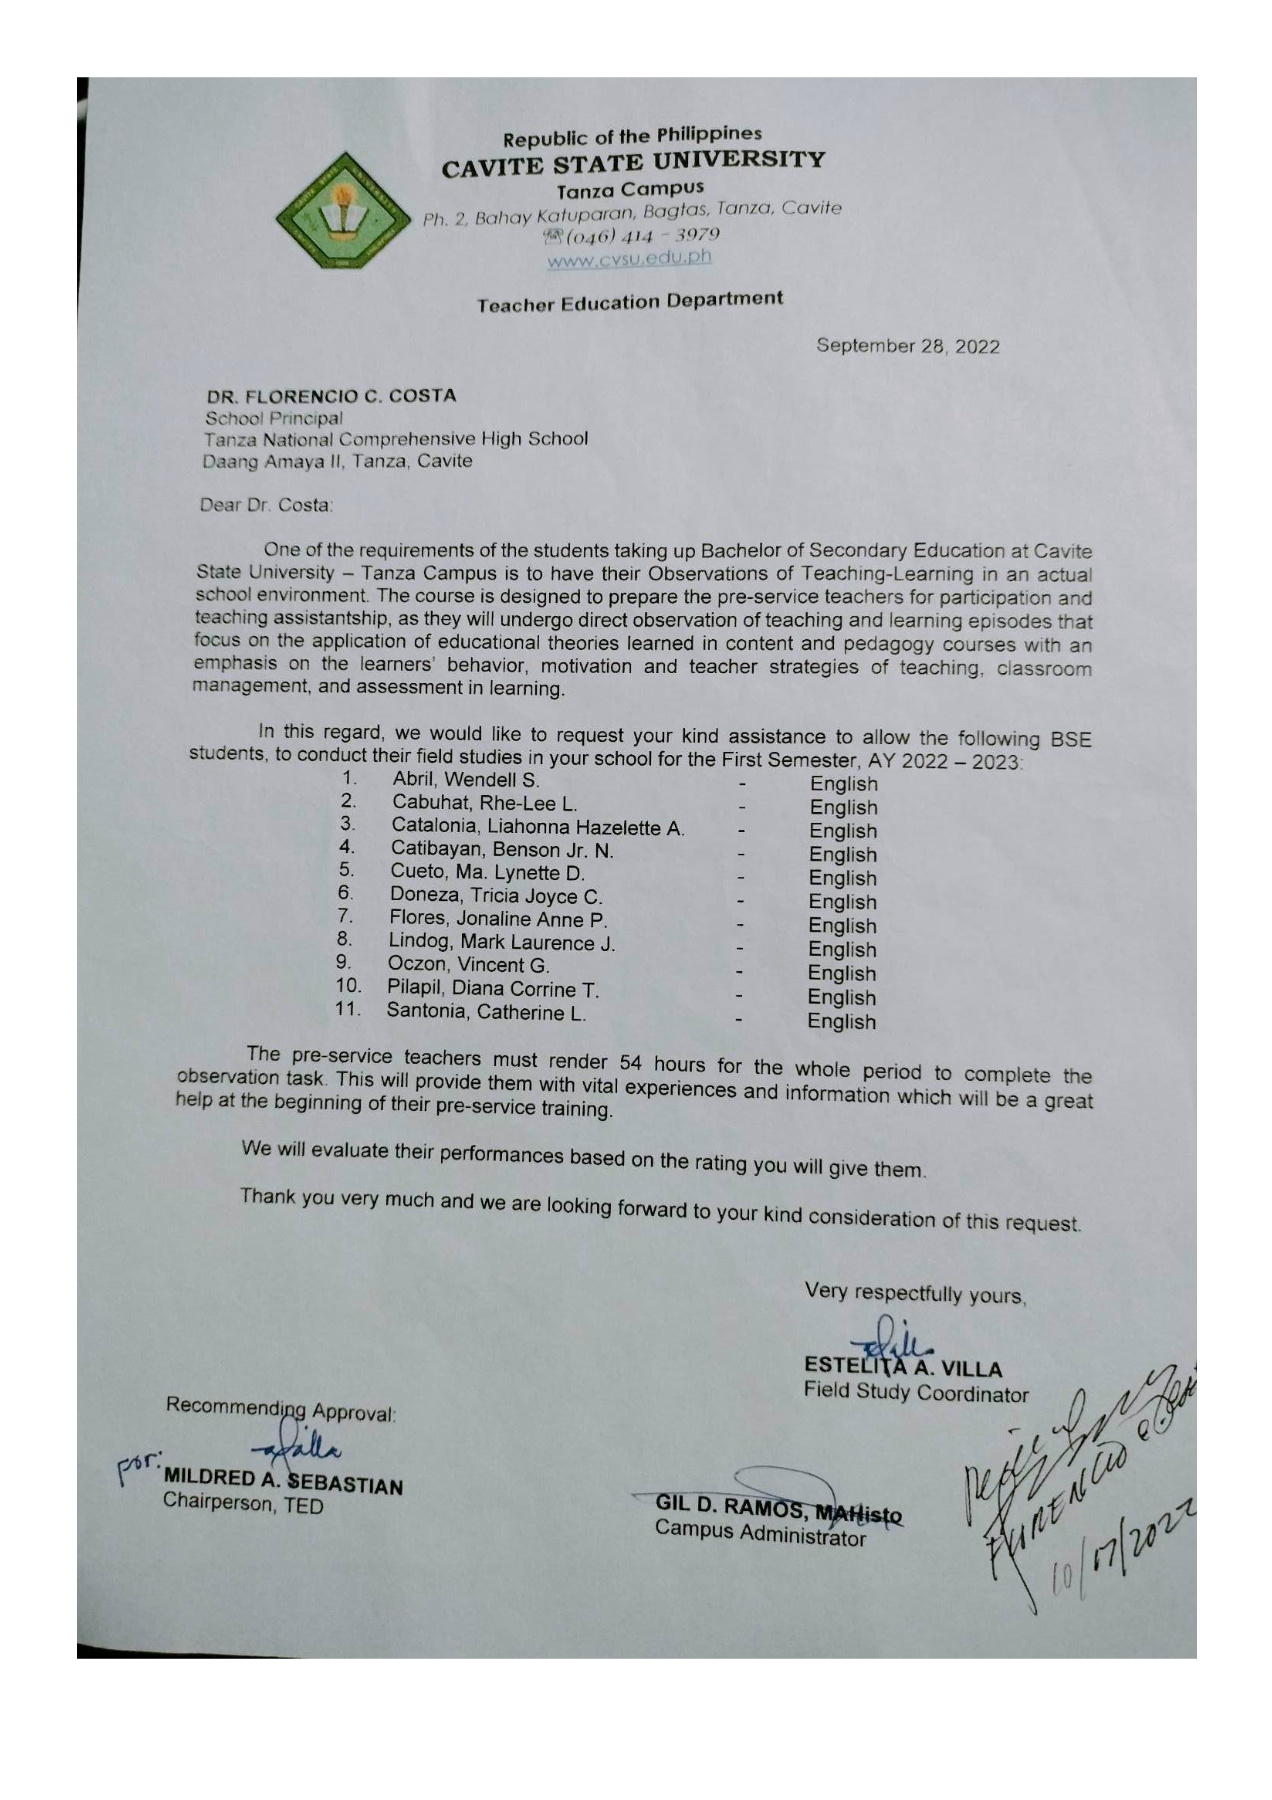 Republic of the Philippines
CAVITE STATE UNIVERSITY
Tanza Campus
Ph. 2, Bahay Katuparan, Bagtas, Tanza, Cavite
☏(046) 414 – 3979
www.cvsu.edu.ph
Teacher Education Department
September 28, 2022
DR. FLORENCIO C. COSTA
School Principal
Tanza National Comprehensive High School
Daang Amaya II, Tanza, Cavite
Dear Dr. Costa:
One of the requirements of the students taking up Bachelor of Secondary Education at Cavite
State University – Tanza Campus is to have their Observations of Teaching-Learning in an actual
school environment. The course is designed to prepare the pre-service teachers for participation and
teaching assistantship, as they will undergo direct observation of teaching and learning episodes that
focus on the application of educational theories learned in content and pedagogy courses with an
emphasis on the learners' behavior, motivation and teacher strategies of teaching, classroom
management, and assessment in learning.
In this regard, we would like to request your kind assistance to allow the following BSE
students, to conduct their field studies in your school for the First Semester, AY 2022 – 2023:
1. Abril, Wendell S. - English
2. Cabuhat, Rhe-Lee L. - English
3. Catalonia, Liahonna Hazelette A. - English
4. Catibayan, Benson Jr. N. - English
5. Cueto, Ma. Lynette D. - English
6. Doneza, Tricia Joyce C. - English
7. Flores, Jonaline Anne P. - English
8. Lindog, Mark Laurence J. - English
9. Oczon, Vincent G. - English
10. Pilapil, Diana Corrine T. - English
11. Santonia, Catherine L. - English
The pre-service teachers must render 54 hours for the whole period to complete the
observation task. This will provide them with vital experiences and information which will be a great
help at the beginning of their pre-service training.
We will evaluate their performances based on the rating you will give them.
Thank you very much and we are looking forward to your kind consideration of this request.
Very respectfully yours,
ESTELITA A. VILLA
Field Study Coordinator
Recommending Approval:
por:
MILDRED A. SEBASTIAN
Chairperson, TED
GIL D. RAMOS, MAHisto
Campus Administrator
FLORENCIO C.
10/07/2022